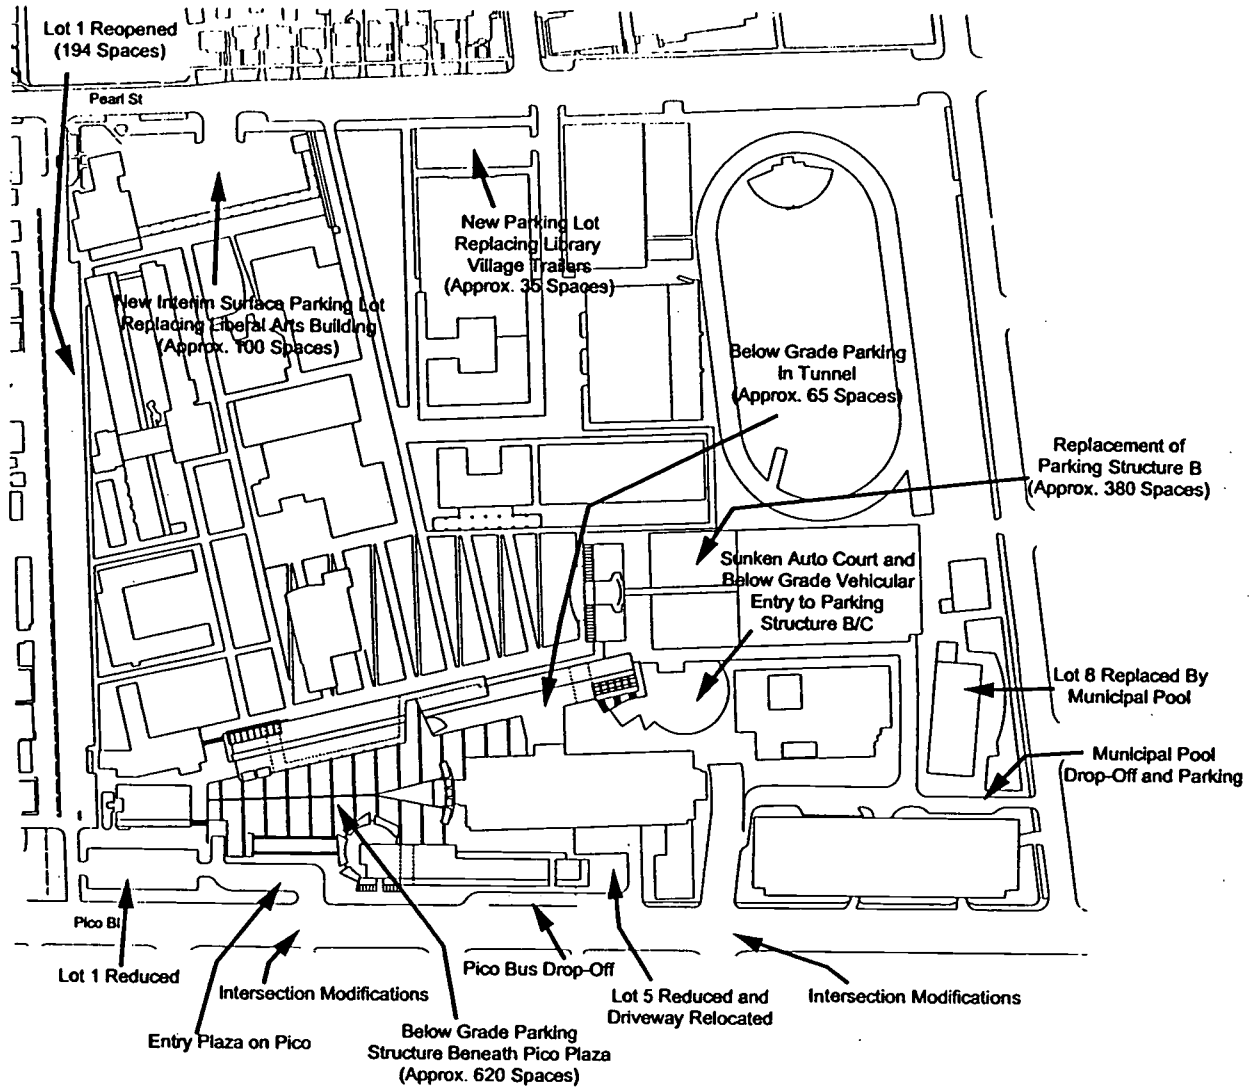 Lot 1 Reopened
(194 Spaces)
Pearl St
New Parking Lot
Replacing Library
Village Trailers
(Approx. 35 Spaces)
New Interim Surface Parking Lot
Replacing Liberal Arts Building
(Approx. 100 Spaces)
Below Grade Parking
In Tunnel
(Approx. 65 Spaces)
Replacement of
Parking Structure B
(Approx. 380 Spaces)
Sunken Auto Court and
Below Grade Vehicular
Entry to Parking
Structure B/C
Lot 8 Replaced By
Municipal Pool
Municipal Pool
Drop-Off and Parking
Pico Bl
Lot 1 Reduced
Intersection Modifications
Entry Plaza on Pico
Below Grade Parking
Structure Beneath Pico Plaza
(Approx. 620 Spaces)
Pico Bus Drop-Off
Lot 5 Reduced and
Driveway Relocated
Intersection Modifications